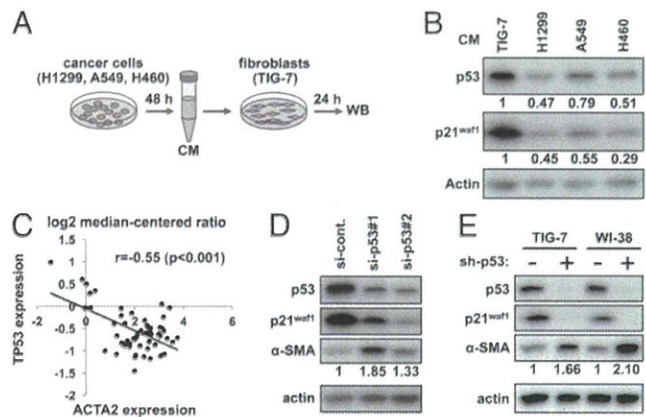 A
cancer cells
(H1299, A549, H460)
48 h
CM
fibroblasts
(TIG-7)
24 h
WB
B
CM TIG-7 H1299 A549 H460
p53
1 0.47 0.79 0.51
p21waf1
1 0.45 0.55 0.29
Actin
C
log2 median-centered ratio
r=-0.55 (p<0.001)
TP53 expression
1.5
1
0.5
0
-0.5
-1
-1.5
-2 0 2 4 6
ACTA2 expression
D
si-cont. si-p53#1 si-p53#2
p53
p21waf1
α-SMA
1 1.85 1.33
actin
E
TIG-7 WI-38
sh-p53: - + - +
p53
p21waf1
α-SMA
1 1.66 1 2.10
actin